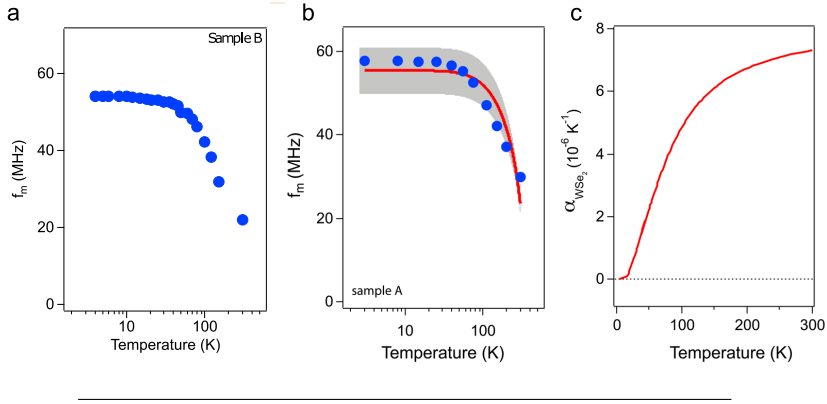 a
Sample B
60
40
20
0
f_m (MHz)
10
100
Temperature (K)
b
60
40
20
0
f_m (MHz)
sample A
10
100
Temperature (K)
c
8
6
4
2
0
α_WSe₂ (10⁻⁶ K⁻¹)
0
100
200
300
Temperature (K)